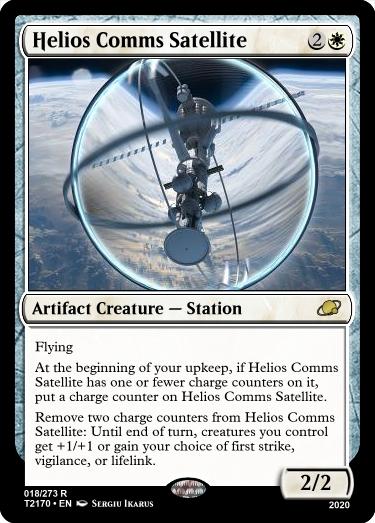 Helios Comms Satellite 2
Artifact Creature — Station
Flying
At the beginning of your upkeep, if Helios Comms
Satellite has one or fewer charge counters on it,
put a charge counter on Helios Comms Satellite.
Remove two charge counters from Helios Comms
Satellite: Until end of turn, creatures you control
get +1/+1 or gain your choice of first strike,
vigilance, or lifelink.
2/2
018/273 R
T2170 • EN Sergiu Ikarus
2020